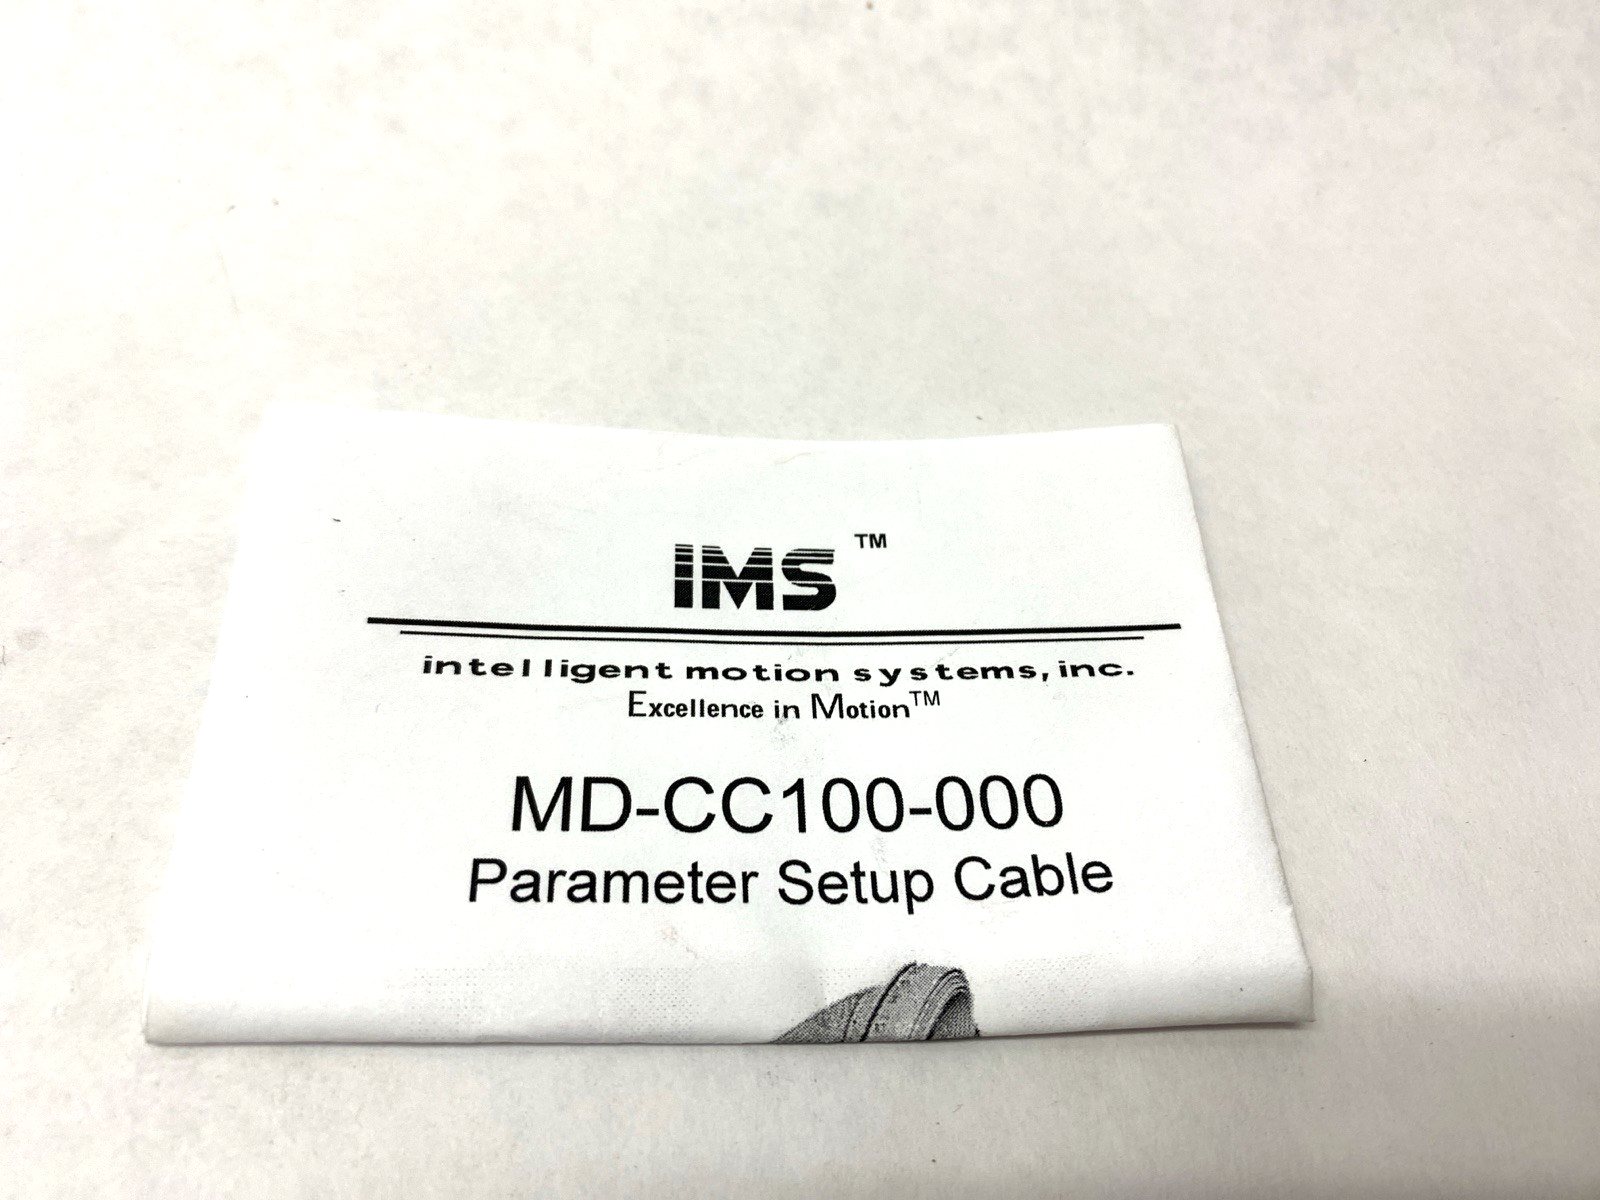 IMS™
intelligent motion systems, inc.
Excellence in Motion™
MD-CC100-000
Parameter Setup Cable